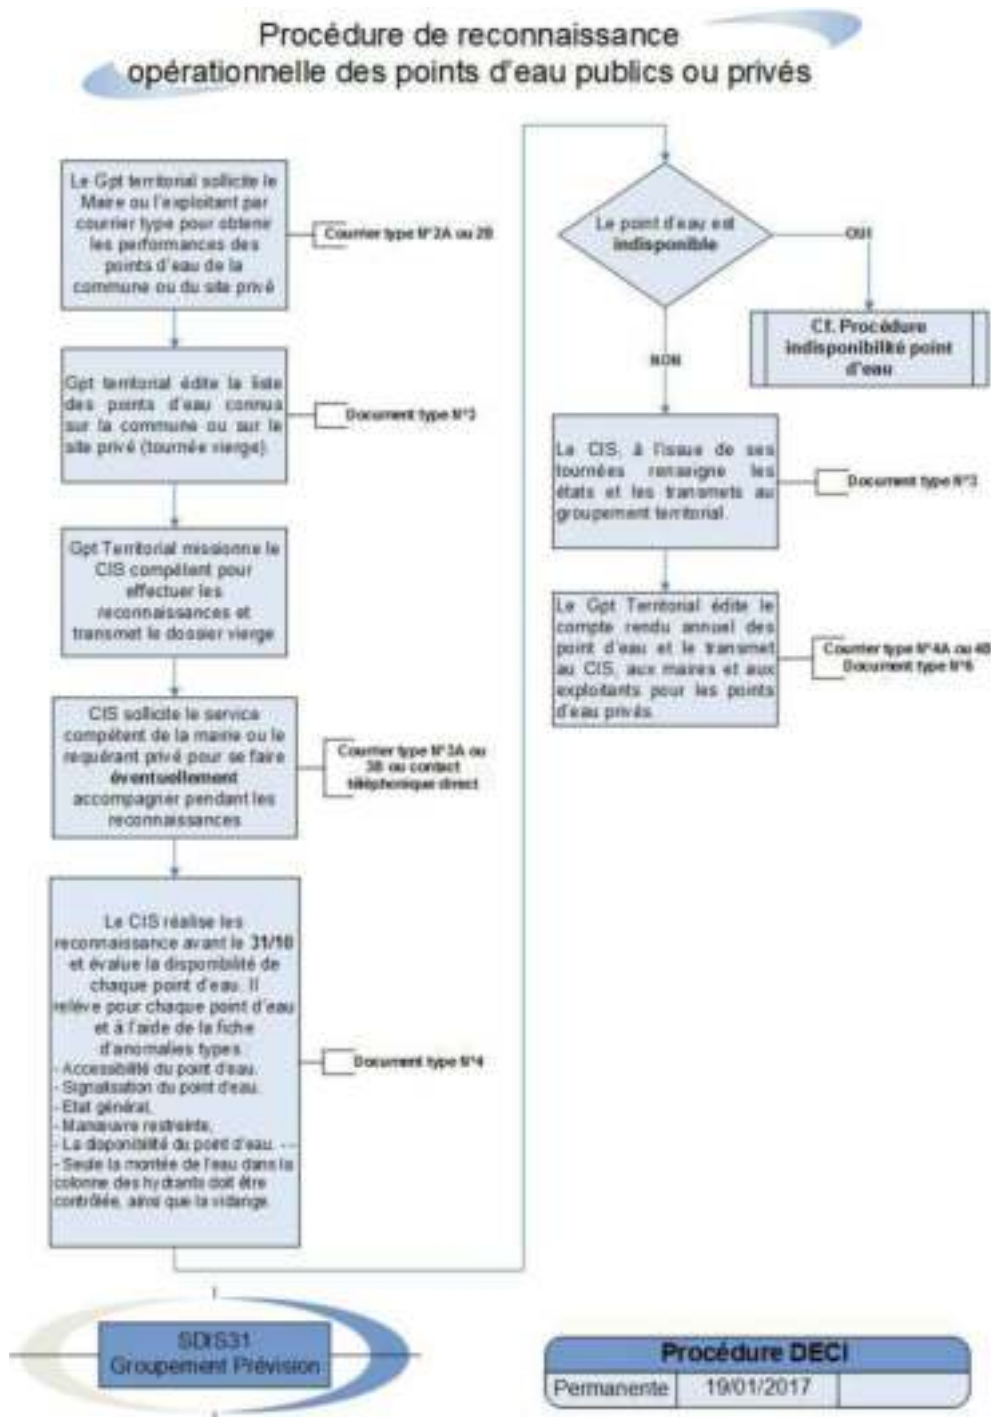 Procédure de reconnaissance
opérationnelle des points d'eau publics ou privés
Le Gpt territorial sollicite le
Maire ou l'exploitant par
courrier type pour obtenir
les performances des
points d'eau de la
commune ou du site privé
Courrier type N°2A ou 2B
Gpt territorial édite la liste
des points d'eau connus
sur la commune ou sur le
site privé (tournée vierge).
Document type N°3
Gpt Territorial missionne le
CIS compétent pour
effectuer les
reconnaissances et
transmet le dossier vierge
CIS sollicite le service
compétent de la mairie ou le
requérant privé pour se faire
éventuellement
accompagner pendant les
reconnaissances
Courrier type N°3A ou
3B ou contact
téléphonique direct
Le CIS réalise les
reconnaissance avant le 31/10
et évalue la disponibilité de
chaque point d'eau. Il
relève pour chaque point d'eau
et à l'aide de la fiche
d'anomalies types
- Accessibilité du point d'eau.
- Signalisation du point d'eau.
- Etat général,
- Manœuvre restreinte,
- La disponibilité du point d'eau. ---
- Seule la montée de l'eau dans la
colonne des hydrants doit être
contrôlée, ainsi que la vidange.
Document type N°4
Le point d'eau est
indisponible
OUI
Cf. Procédure
indisponibilité point
d'eau
NON
Le CIS, à l'issue de ses
tournées renseigne les
états et les transmets au
groupement territorial.
Document type N°3
Le Gpt Territorial édite le
compte rendu annuel des
point d'eau et le transmet
au CIS, aux maires et aux
exploitants pour les points
d'eau privés.
Courrier type N°4A ou 4B
Document type N°6
SDIS31
Groupement Prévision
Procédure DECI
Permanente 19/01/2017